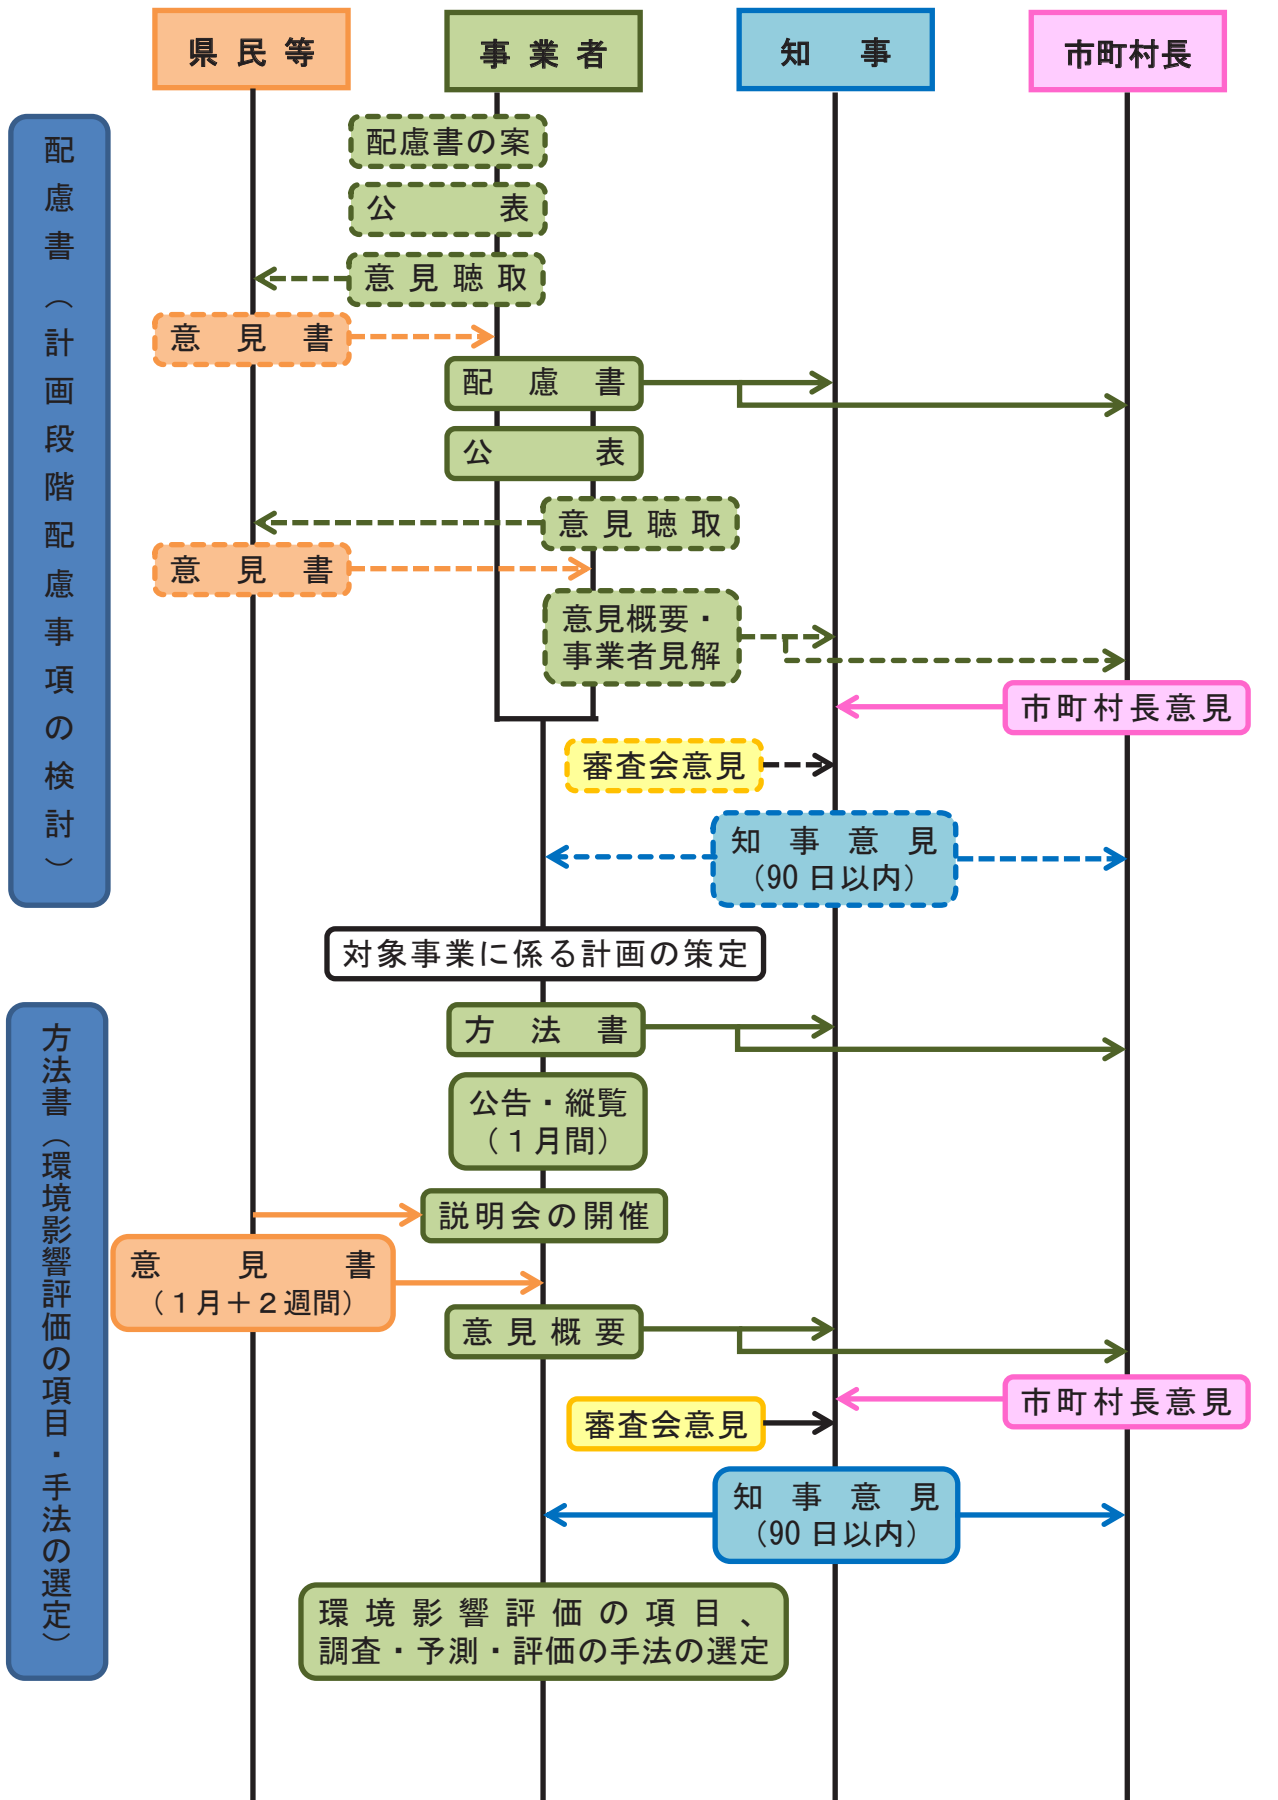 県民等
事業者
知事
市町村長
配慮書（計画段階配慮事項の検討）
配慮書の案
公表
意見聴取
意見書
配慮書
公表
意見聴取
意見書
意見概要・
事業者見解
市町村長意見
審査会意見
知事意見
（90日以内）
対象事業に係る計画の策定
方法書（環境影響評価の項目・手法の選定）
方法書
公告・縦覧
（１月間）
説明会の開催
意見書
（１月＋２週間）
意見概要
市町村長意見
審査会意見
知事意見
（90日以内）
環境影響評価の項目、
調査・予測・評価の手法の選定